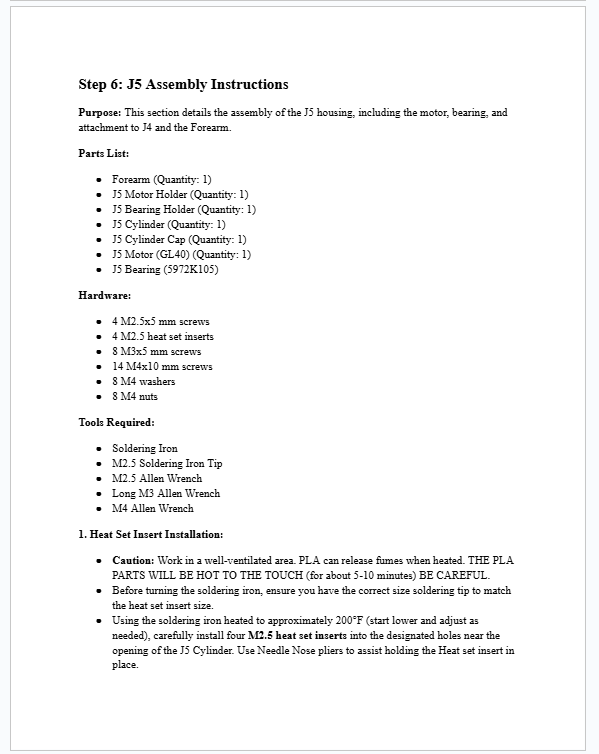 Step 6: J5 Assembly Instructions
Purpose: This section details the assembly of the J5 housing, including the motor, bearing, and
attachment to J4 and the Forearm.
Parts List:
• Forearm (Quantity: 1)
• J5 Motor Holder (Quantity: 1)
• J5 Bearing Holder (Quantity: 1)
• J5 Cylinder (Quantity: 1)
• J5 Cylinder Cap (Quantity: 1)
• J5 Motor (GL40) (Quantity: 1)
• J5 Bearing (5972K105)
Hardware:
• 4 M2.5x5 mm screws
• 4 M2.5 heat set inserts
• 8 M3x5 mm screws
• 14 M4x10 mm screws
• 8 M4 washers
• 8 M4 nuts
Tools Required:
• Soldering Iron
• M2.5 Soldering Iron Tip
• M2.5 Allen Wrench
• Long M3 Allen Wrench
• M4 Allen Wrench
1. Heat Set Insert Installation:
• Caution: Work in a well-ventilated area. PLA can release fumes when heated. THE PLA
PARTS WILL BE HOT TO THE TOUCH (for about 5-10 minutes) BE CAREFUL.
• Before turning the soldering iron, ensure you have the correct size soldering tip to match
the heat set insert size.
• Using the soldering iron heated to approximately 200°F (start lower and adjust as
needed), carefully install four M2.5 heat set inserts into the designated holes near the
opening of the J5 Cylinder. Use Needle Nose pliers to assist holding the Heat set insert in
place.